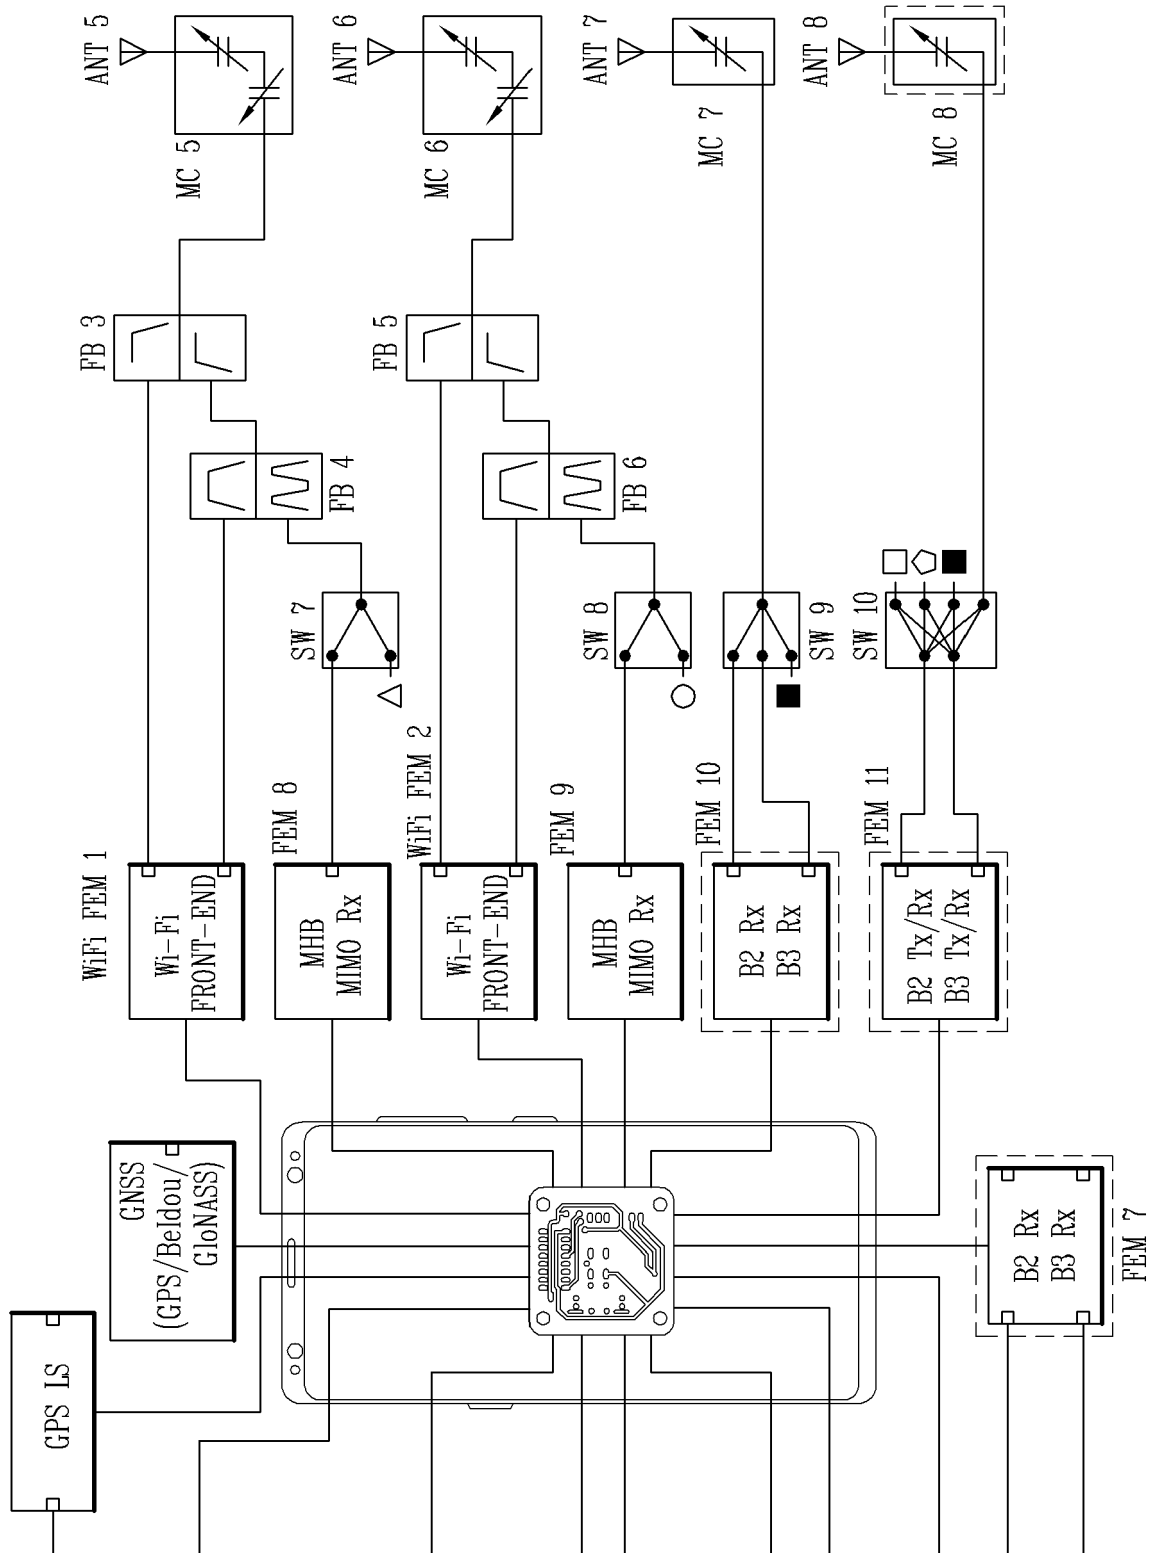 ANT 5
MC 5
FB 3
FB 4
SW 7
WiFi FEM 1
Wi-Fi
FRONT-END
FEM 8
MHB
MIMO Rx
ANT 6
MC 6
FB 5
FB 6
SW 8
WiFi FEM 2
Wi-Fi
FRONT-END
FEM 9
MHB
MIMO Rx
ANT 7
MC 7
SW 9
FEM 10
B2 Rx
B3 Rx
ANT 8
MC 8
SW 10
FEM 11
B2 Tx/Rx
B3 Tx/Rx
GNSS
(GPS/Beldou/
GloNASS)
GPS LS
B2 Rx
B3 Rx
FEM 7